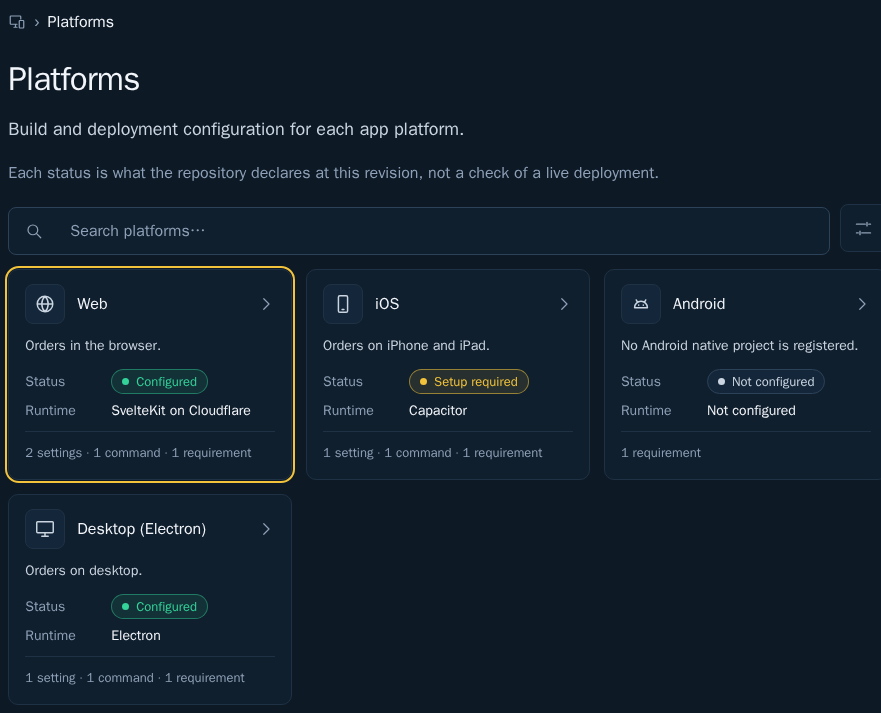 › Platforms
Platforms
Build and deployment configuration for each app platform.
Each status is what the repository declares at this revision, not a check of a live deployment.
Search platforms···
Web
Orders in the browser.
Status Configured
Runtime SvelteKit on Cloudflare
2 settings · 1 command · 1 requirement
iOS
Orders on iPhone and iPad.
Status Setup required
Runtime Capacitor
1 setting · 1 command · 1 requirement
Android
No Android native project is registered.
Status Not configured
Runtime Not configured
1 requirement
Desktop (Electron)
Orders on desktop.
Status Configured
Runtime Electron
1 setting · 1 command · 1 requirement